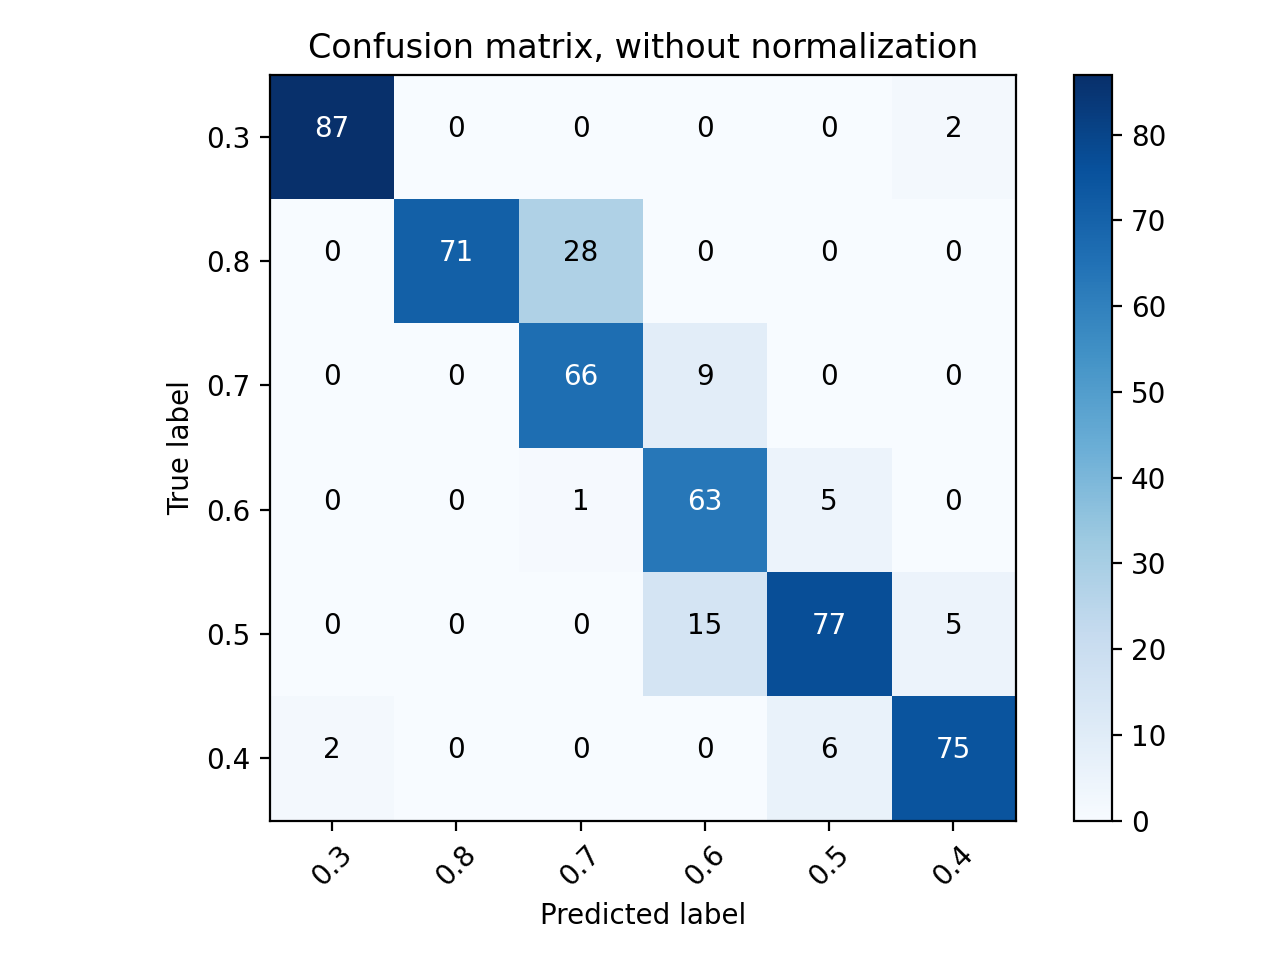 Confusion matrix, without normalization
0.3 87 0 0 0 0 2
0.8 0 71 28 0 0 0
0.7 0 0 66 9 0 0
0.6 0 0 1 63 5 0
0.5 0 0 0 15 77 5
0.4 2 0 0 0 6 75
0.3 0.8 0.7 0.6 0.5 0.4
True label
Predicted label
80
70
60
50
40
30
20
10
0